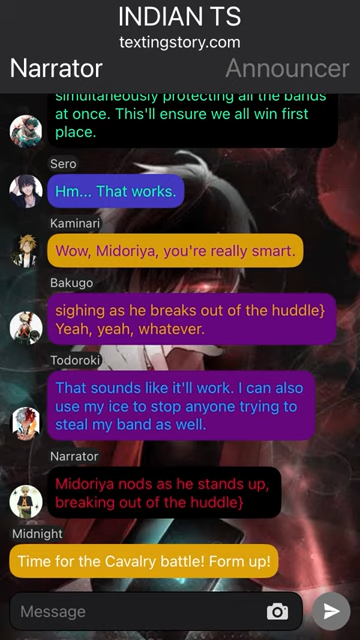 INDIAN TS
textingstory.com
Narrator
Announcer
simultaneously protecting all the bands
at once. This'll ensure we all win first
place.
Sero
Hm... That works.
Kaminari
Wow, Midoriya, you're really smart.
Bakugo
sighing as he breaks out of the huddle}
Yeah, yeah, whatever.
Todoroki
That sounds like it'll work. I can also
use my ice to stop anyone trying to
steal my band as well.
Narrator
Midoriya nods as he stands up,
breaking out of the huddle}
Midnight
Time for the Cavalry battle! Form up!
Message